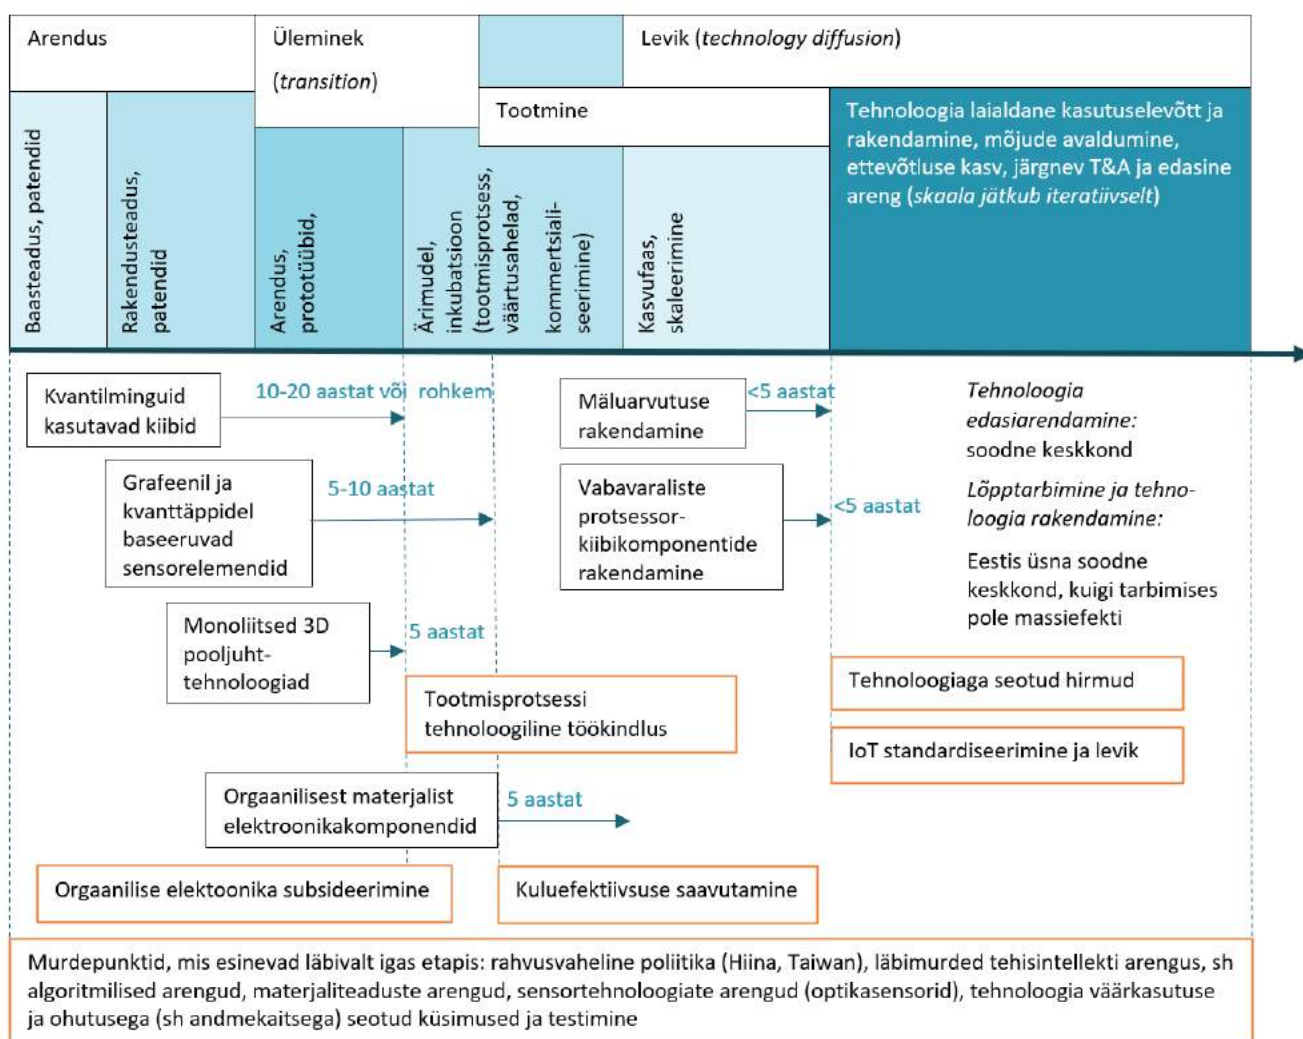 Arendus
Üleminek
(transition)
Levik (technology diffusion)
Tootmine
Baasteadus, patendid
Rakendusteadus,
patendid
Arendus,
prototüübid,
Ärimudel,
inkubatsioon
(tootmisprotsess,
väärtusahelad,
kommertsiali-
seerimine)
Kasvufaas,
skaleerimine
Tehnoloogia laialdane kasutuselevõtt ja
rakendamine, mõjude avaldumine,
ettevõtluse kasv, järgnev T&A ja edasine
areng (skaala jätkub iteratiivselt)
Kvantilminguid
kasutavad kiibid
10-20 aastat või rohkem
Grafeenil ja
kvanttäppidel
baseeruvad
sensorelemendid
5-10 aastat
Monoliitsed 3D
pooljuht-
tehnoloogiad
5 aastat
Mäluarvutuse
rakendamine
<5 aastat
Vabavaraliste
protsessor-
kiibikomponentide
rakendamine
<5 aastat
Tehnoloogia
edasiarendamine:
soodne keskkond
Lõpptarbimine ja tehno-
loogia rakendamine:
Eestis üsna soodne
keskkond, kuigi tarbimises
pole massiefekti
Tootmisprotsessi
tehnoloogiline töökindlus
Tehnoloogiaga seotud hirmud
IoT standardiseerimine ja levik
Orgaanilisest materjalist
elektroonikakomponendid
5 aastat
Orgaanilise elektoonika subsideerimine
Kuluefektiivsuse saavutamine
Murdepunktid, mis esinevad läbivalt igas etapis: rahvusvaheline poliitika (Hiina, Taiwan), läbimurded tehisintellekti arengus, sh
algoritmilised arengud, materjaliteaduste arengud, sensortehnoloogiate arengud (optikasensorid), tehnoloogia väärkasutuse
ja ohutusega (sh andmekaitsega) seotud küsimused ja testimine